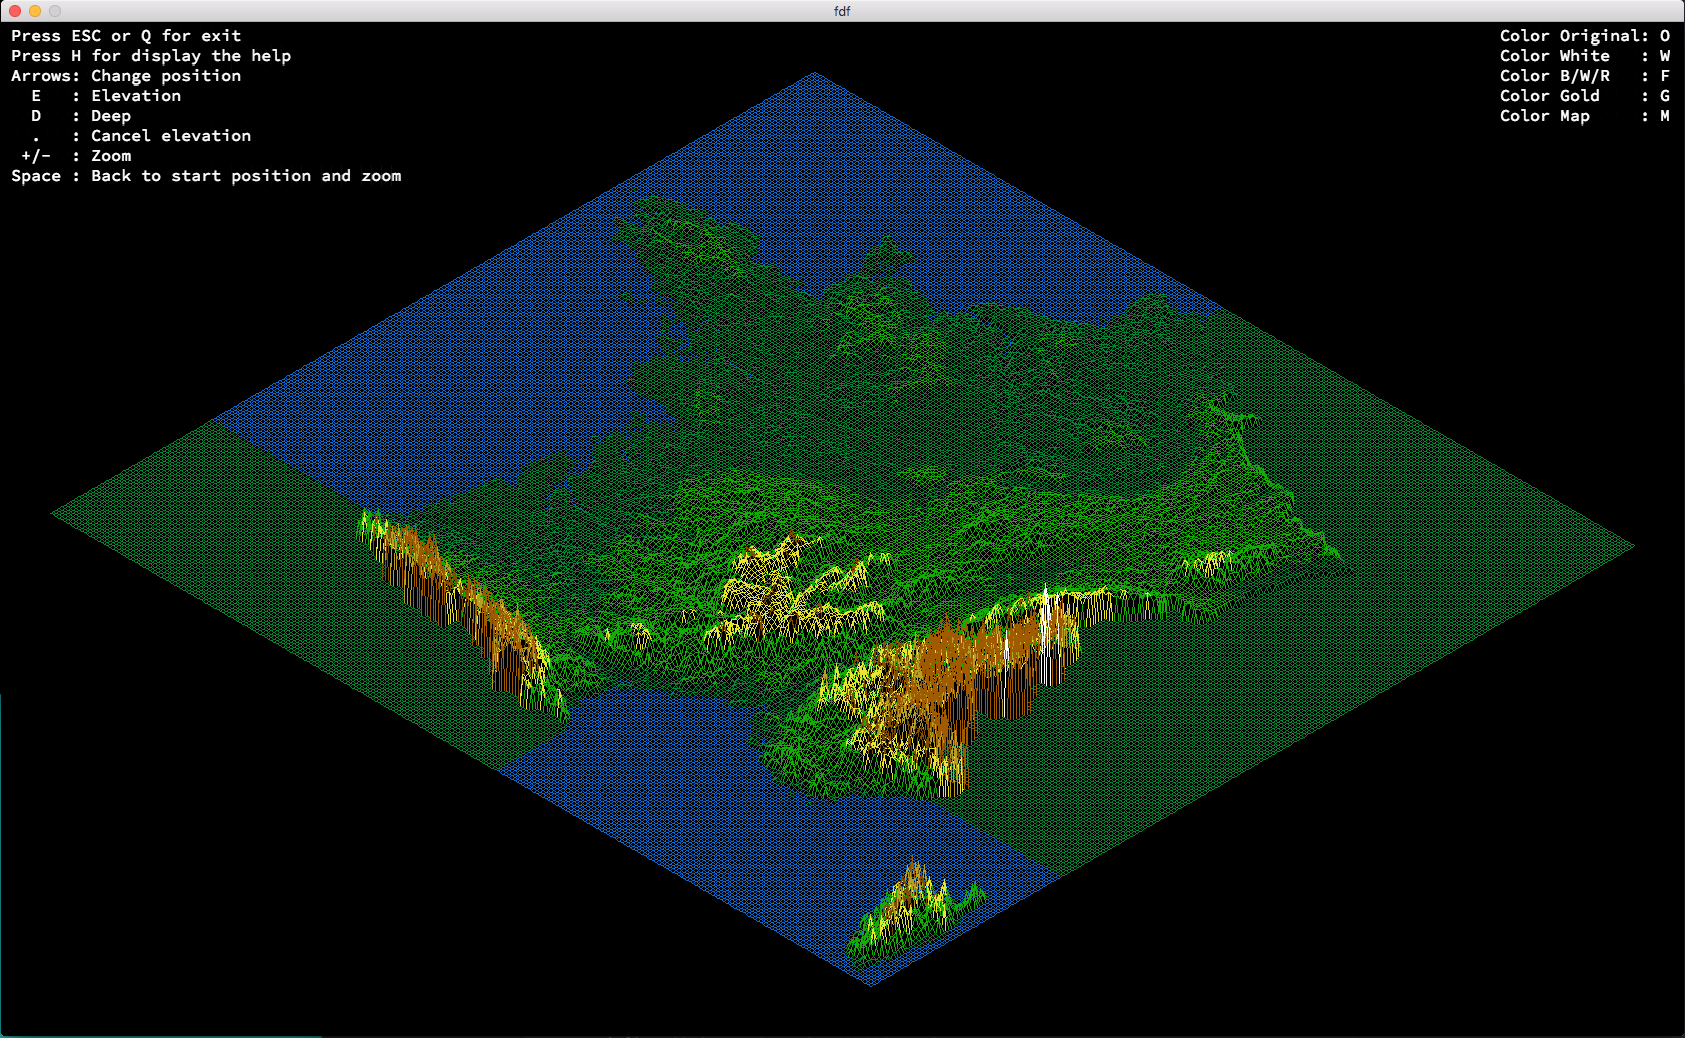 fdf
Press ESC or Q for exit
Press H for display the help
Arrows: Change position
E : Elevation
D : Deep
. : Cancel elevation
+/- : Zoom
Space : Back to start position and zoom
Color Original: O
Color White : W
Color B/W/R : F
Color Gold : G
Color Map : M